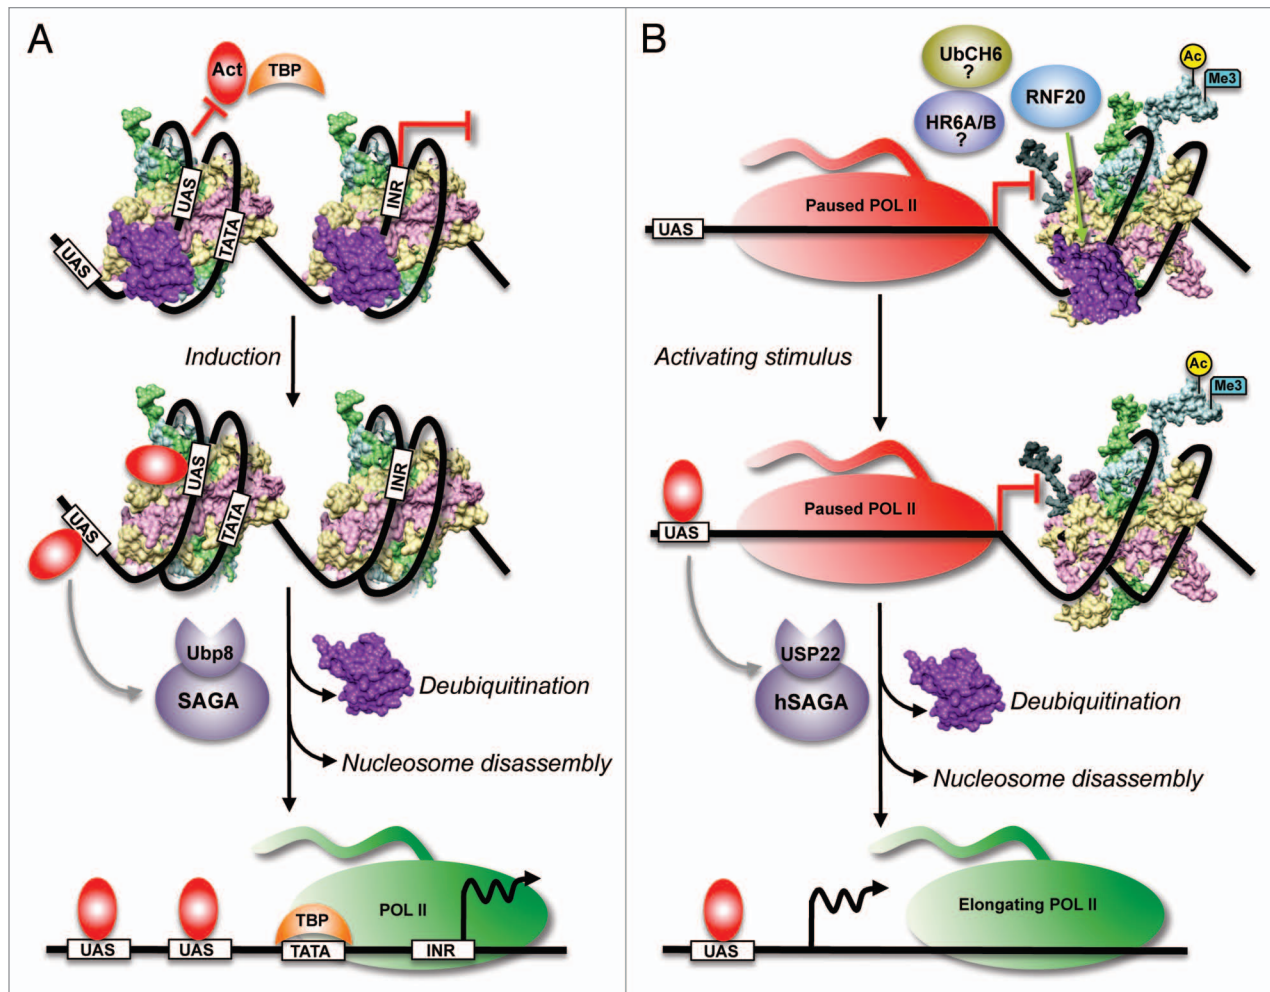 A
Act
TBP
UAS
UAS
TATA
INR
Induction
UAS
UAS
TATA
INR
Ubp8
SAGA
Deubiquitination
Nucleosome disassembly
POL II
TBP
UAS
UAS
TATA
INR
B
UbCH6
?
HR6A/B
?
RNF20
Ac
Me3
Paused POL II
UAS
Activating stimulus
Ac
Me3
Paused POL II
UAS
USP22
hSAGA
Deubiquitination
Nucleosome disassembly
Elongating POL II
UAS